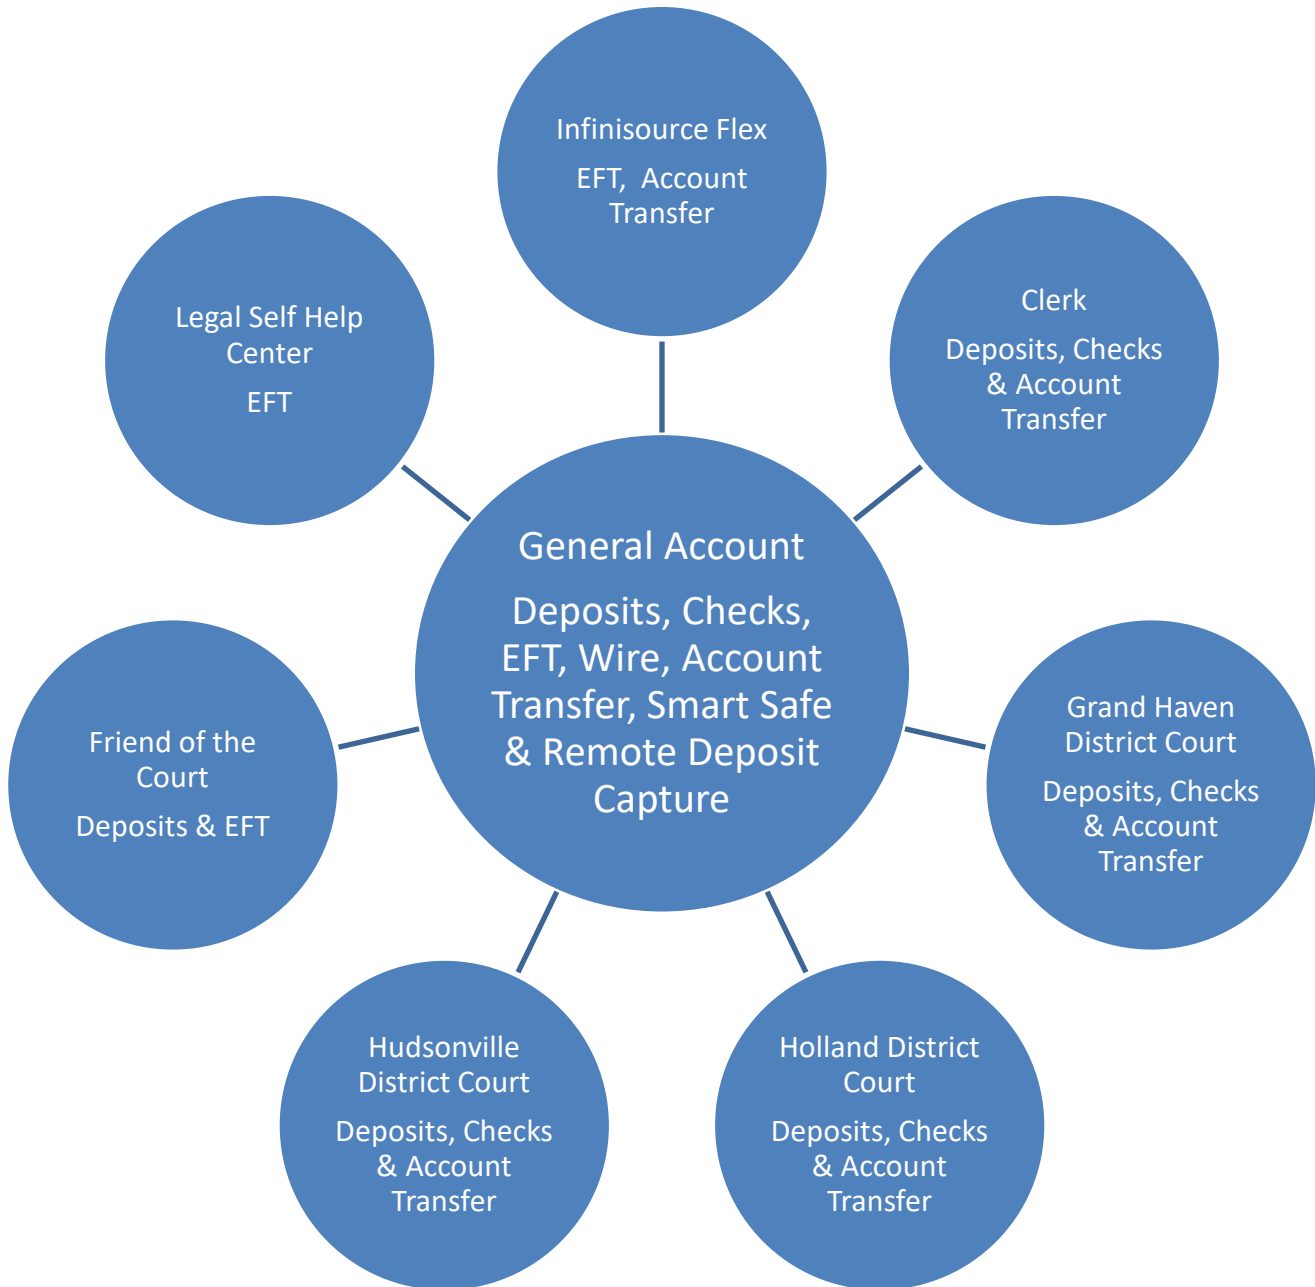 Infinisource Flex
EFT,  Account
Transfer
Clerk
Deposits, Checks
& Account
Transfer
Grand Haven
District Court
Deposits, Checks
& Account
Transfer
Holland District
Court
Deposits, Checks
& Account
Transfer
Hudsonville
District Court
Deposits, Checks
& Account
Transfer
Friend of the
Court
Deposits & EFT
Legal Self Help
Center
EFT
General Account
Deposits, Checks,
EFT, Wire, Account
Transfer, Smart Safe
& Remote Deposit
Capture